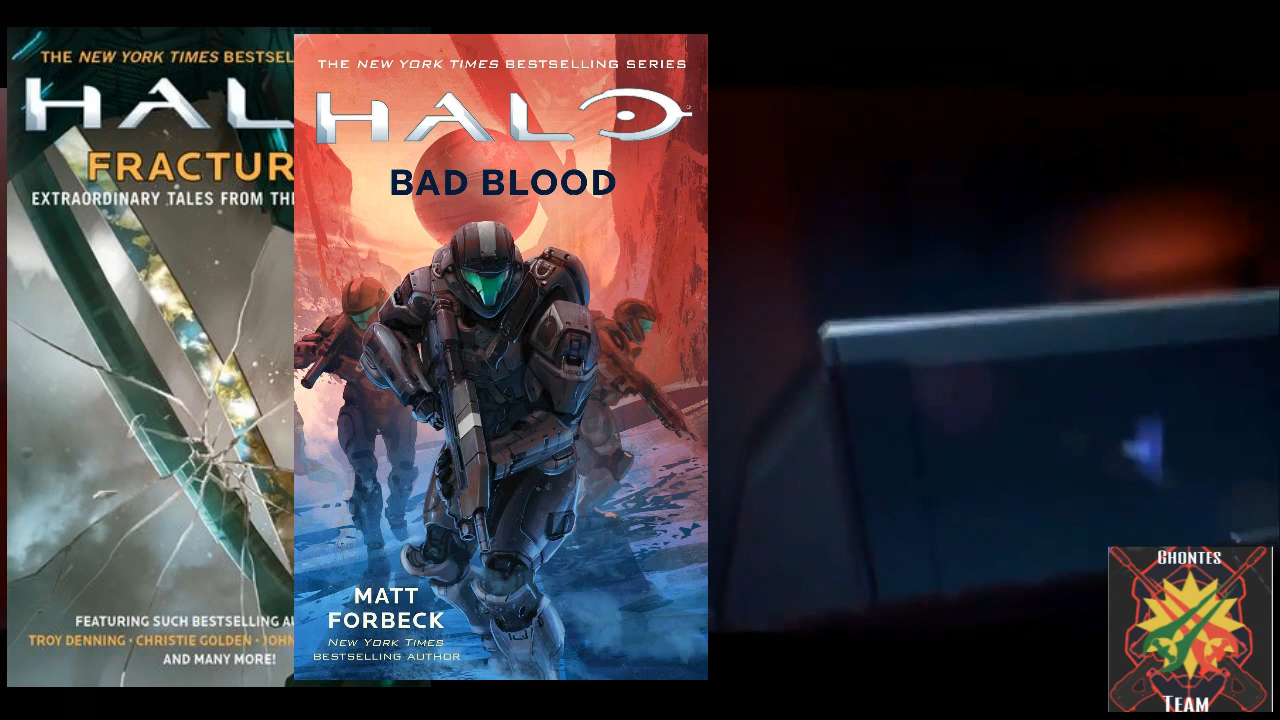 THE NEW YORK TIMES BESTSEL
HAL
FRACTUR
EXTRAORDINARY TALES FROM TH
FEATURING SUCH BESTSELLING A
TROY DENNING · CHRISTIE GOLDEN · JOHN
AND MANY MORE!
THE NEW YORK TIMES BESTSELLING SERIES
HALO
BAD BLOOD
MATT
FORBECK
NEW YORK TIMES
BESTSELLING AUTHOR
GHONTES
TEAM